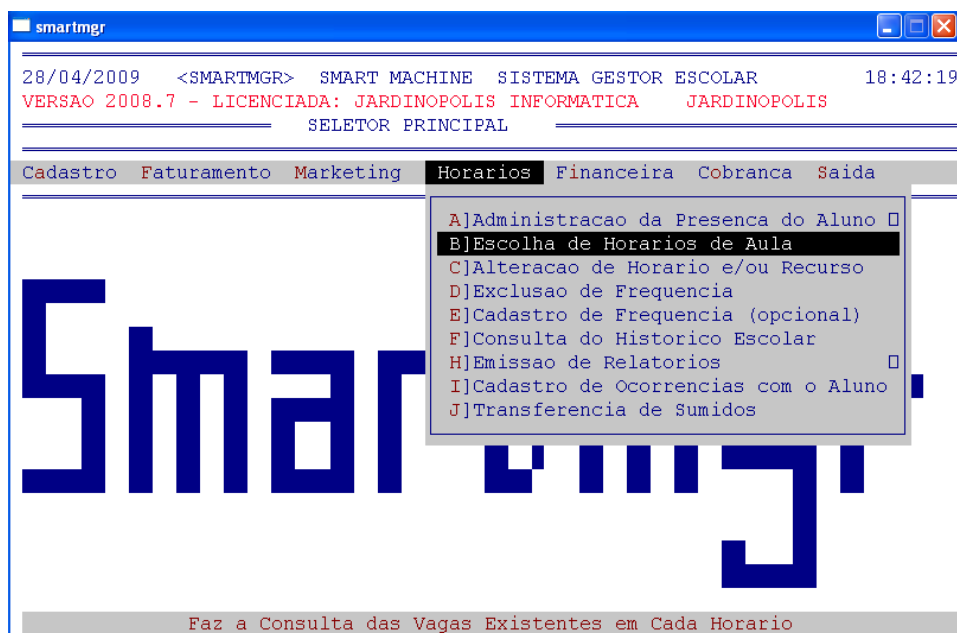 smartmgr
28/04/2009 <SMARTMGR> SMART MACHINE SISTEMA GESTOR ESCOLAR 18:42:19
VERSAO 2008.7 - LICENCIADA: JARDINOPOLIS INFORMATICA JARDINOPOLIS
SELETOR PRINCIPAL
Cadastro Faturamento Marketing Horarios Financeira Cobranca Saida
A]Administracao da Presenca do Aluno
B]Escolha de Horarios de Aula
C]Alteracao de Horario e/ou Recurso
D]Exclusao de Frequencia
E]Cadastro de Frequencia (opcional)
F]Consulta do Historico Escolar
H]Emissao de Relatorios
I]Cadastro de Ocorrencias com o Aluno
J]Transferencia de Sumidos
Smartmgr
Faz a Consulta das Vagas Existentes em Cada Horario